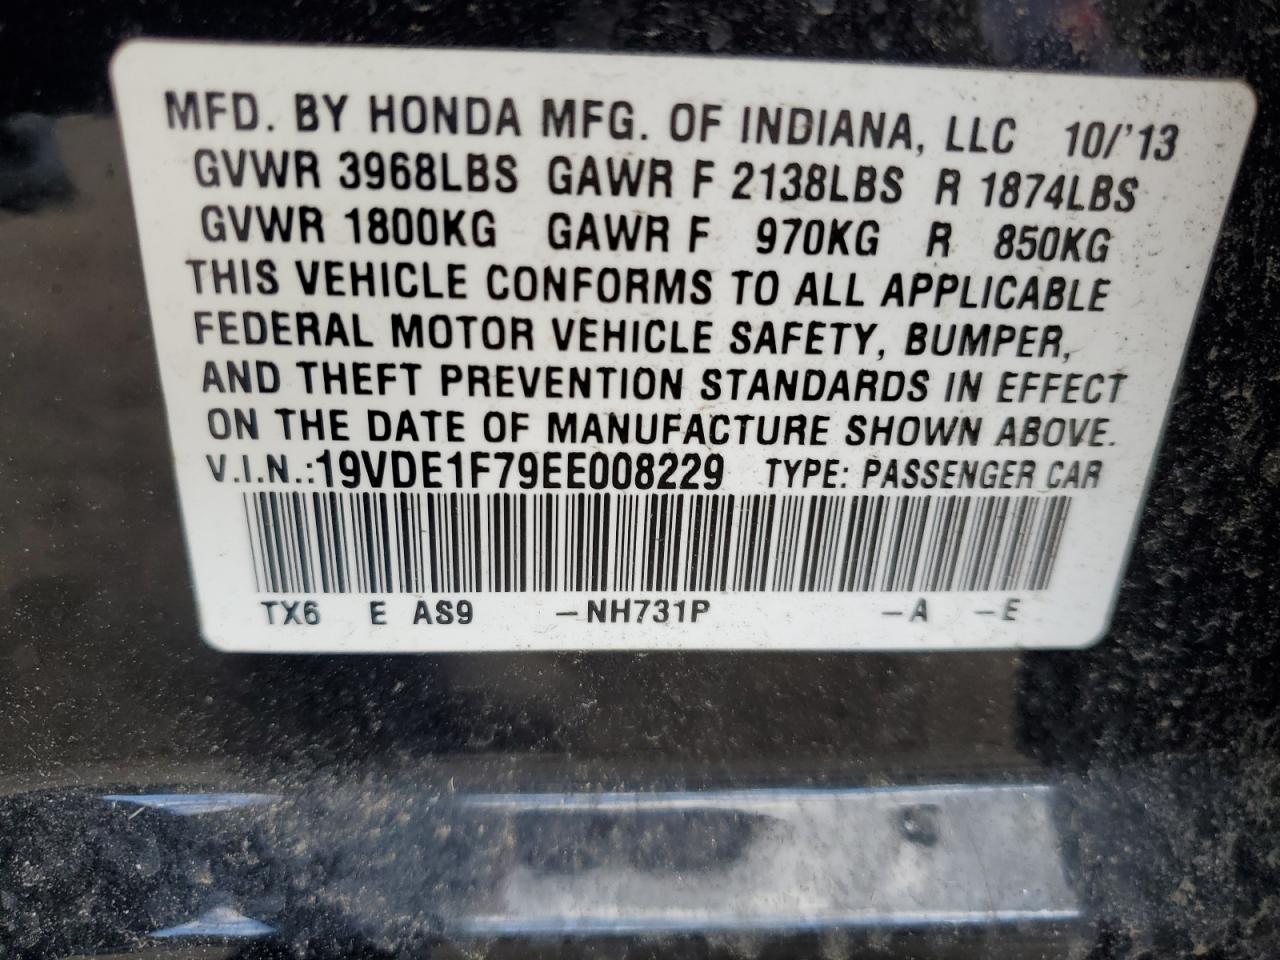 MFD. BY HONDA MFG. OF INDIANA, LLC 10/'13
GVWR 3968LBS GAWR F 2138LBS R 1874LBS
GVWR 1800KG GAWR F 970KG R 850KG
THIS VEHICLE CONFORMS TO ALL APPLICABLE
FEDERAL MOTOR VEHICLE SAFETY, BUMPER,
AND THEFT PREVENTION STANDARDS IN EFFECT
ON THE DATE OF MANUFACTURE SHOWN ABOVE.
V.I.N.:19VDE1F79EE008229 TYPE: PASSENGER CAR
TX6 E AS9 –NH731P –A –E